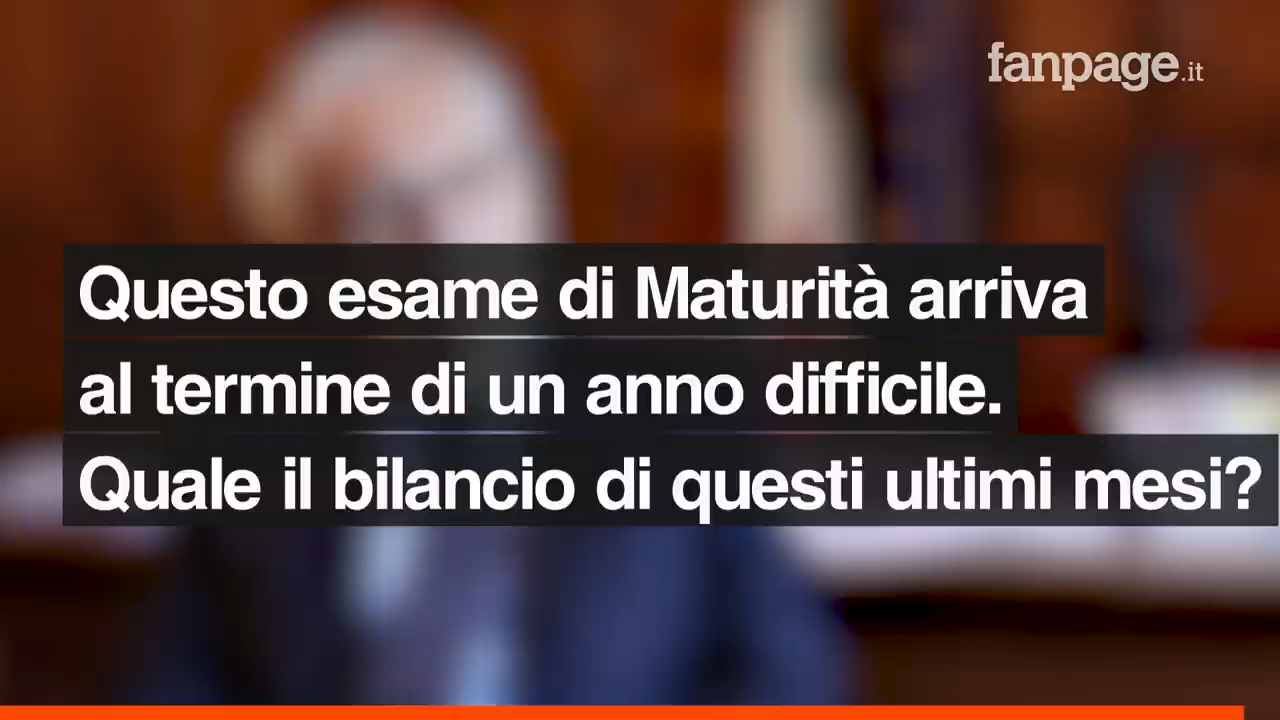 fanpage.it
Questo esame di Maturità arriva
al termine di un anno difficile.
Quale il bilancio di questi ultimi mesi?